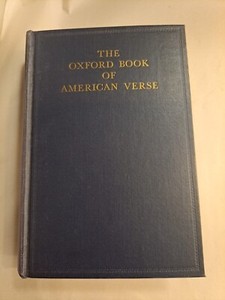 THE
OXFORD BOOK
OF
AMERICAN VERSE